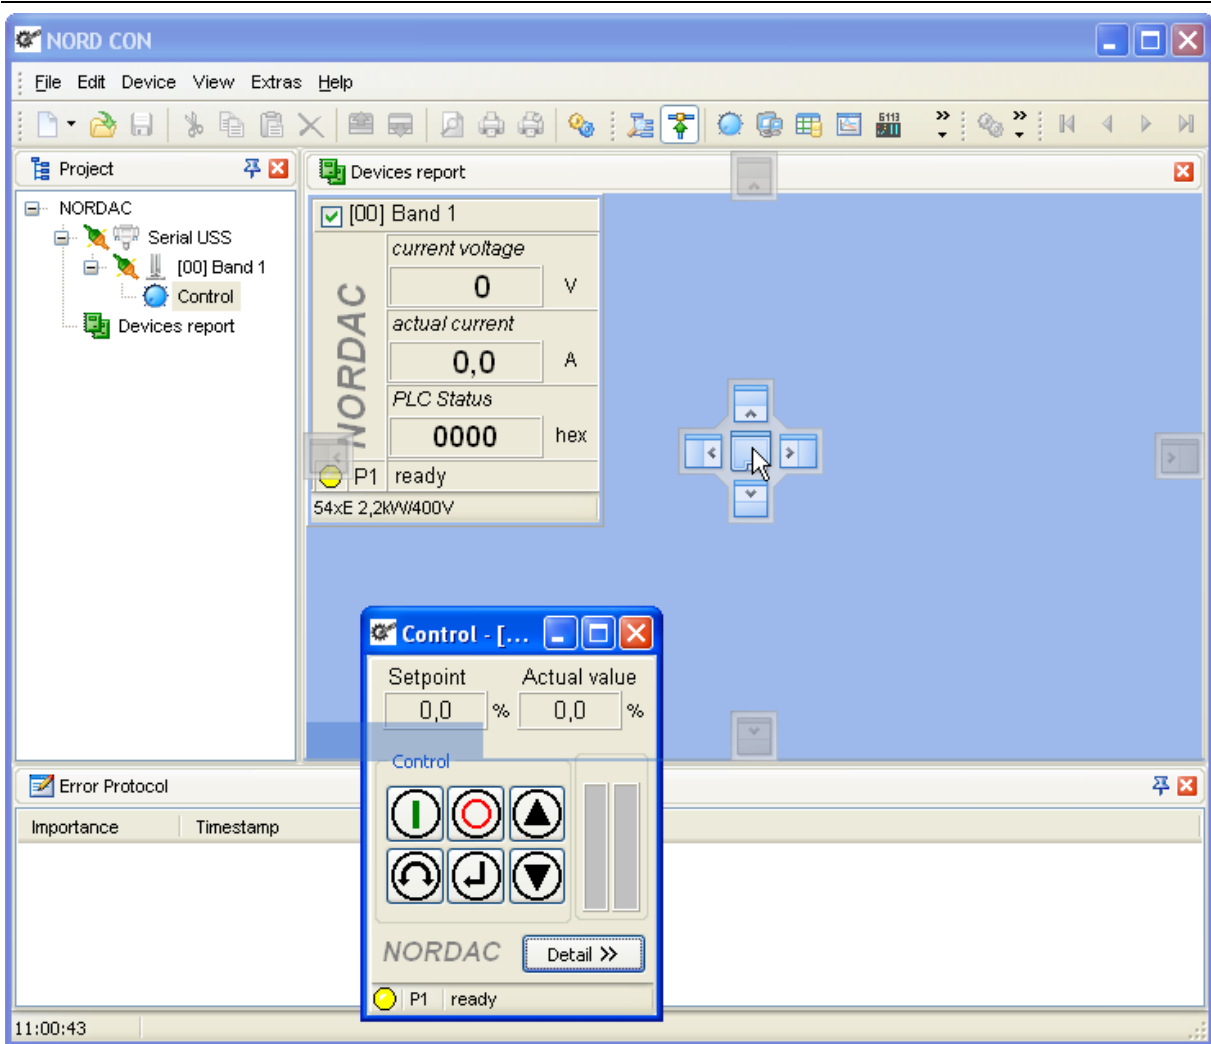 NORD CON
File Edit Device View Extras Help
5113
Project
Devices report
NORDAC
Serial USS
[00] Band 1
Control
Devices report
[00] Band 1
NORDAC
current voltage
0 V
actual current
0,0 A
PLC Status
0000 hex
P1 ready
54xE 2,2kW/400V
Control - [...
Setpoint Actual value
0,0 % 0,0 %
Control
NORDAC
Detail >>
P1 ready
Error Protocol
Importance Timestamp
11:00:43